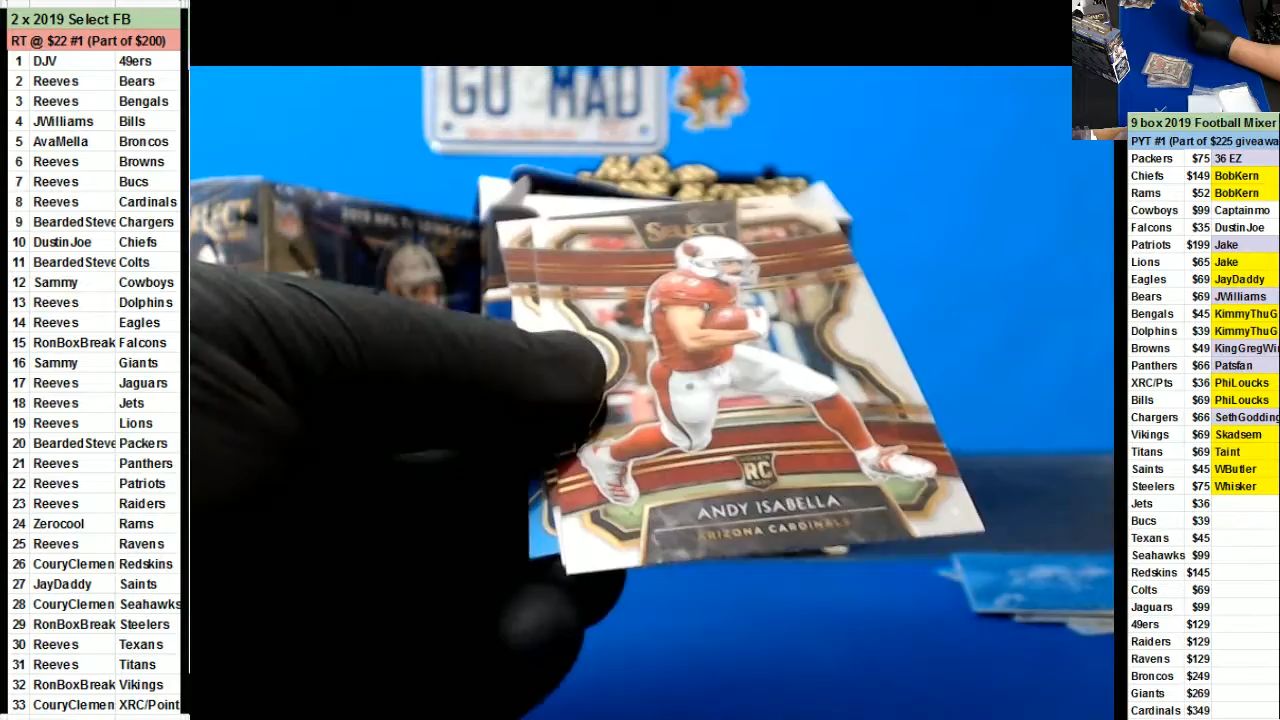 2 x 2019 Select FB
RT @ $22 #1 (Part of $200)
1 DJV 49ers
2 Reeves Bears
3 Reeves Bengals
4 JWilliams Bills
5 AvaMella Broncos
6 Reeves Browns
7 Reeves Bucs
8 Reeves Cardinals
9 BeardedSteve Chargers
10 DustinJoe Chiefs
11 BeardedSteve Colts
12 Sammy Cowboys
13 Reeves Dolphins
14 Reeves Eagles
15 RonBoxBreak Falcons
16 Sammy Giants
17 Reeves Jaguars
18 Reeves Jets
19 Reeves Lions
20 BeardedSteve Packers
21 Reeves Panthers
22 Reeves Patriots
23 Reeves Raiders
24 Zerocool Rams
25 Reeves Ravens
26 CouryClemen Redskins
27 JayDaddy Saints
28 CouryClemen Seahawks
29 RonBoxBreak Steelers
30 Reeves Texans
31 Reeves Titans
32 RonBoxBreak Vikings
33 CouryClemen XRC/Point
GO MAD
SELECT
RC
ANDY ISABELLA
ARIZONA CARDINALS
9 box 2019 Football Mixer
PYT #1 (Part of $225 giveawa
Packers $75 36 EZ
Chiefs $149 BobKern
Rams $52 BobKern
Cowboys $99 Captainmo
Falcons $35 DustinJoe
Patriots $199 Jake
Lions $65 Jake
Eagles $69 JayDaddy
Bears $69 JWilliams
Bengals $45 KimmyThuG
Dolphins $39 KimmyThuG
Browns $49 KingGregWi
Panthers $66 Patsfan
XRC/Pts $36 PhiLoucks
Bills $69 PhiLoucks
Chargers $66 SethGodding
Vikings $69 Skadsem
Titans $69 Taint
Saints $45 WButler
Steelers $75 Whisker
Jets $36
Bucs $39
Texans $45
Seahawks $99
Redskins $145
Colts $69
Jaguars $99
49ers $129
Raiders $129
Ravens $129
Broncos $249
Giants $269
Cardinals $349